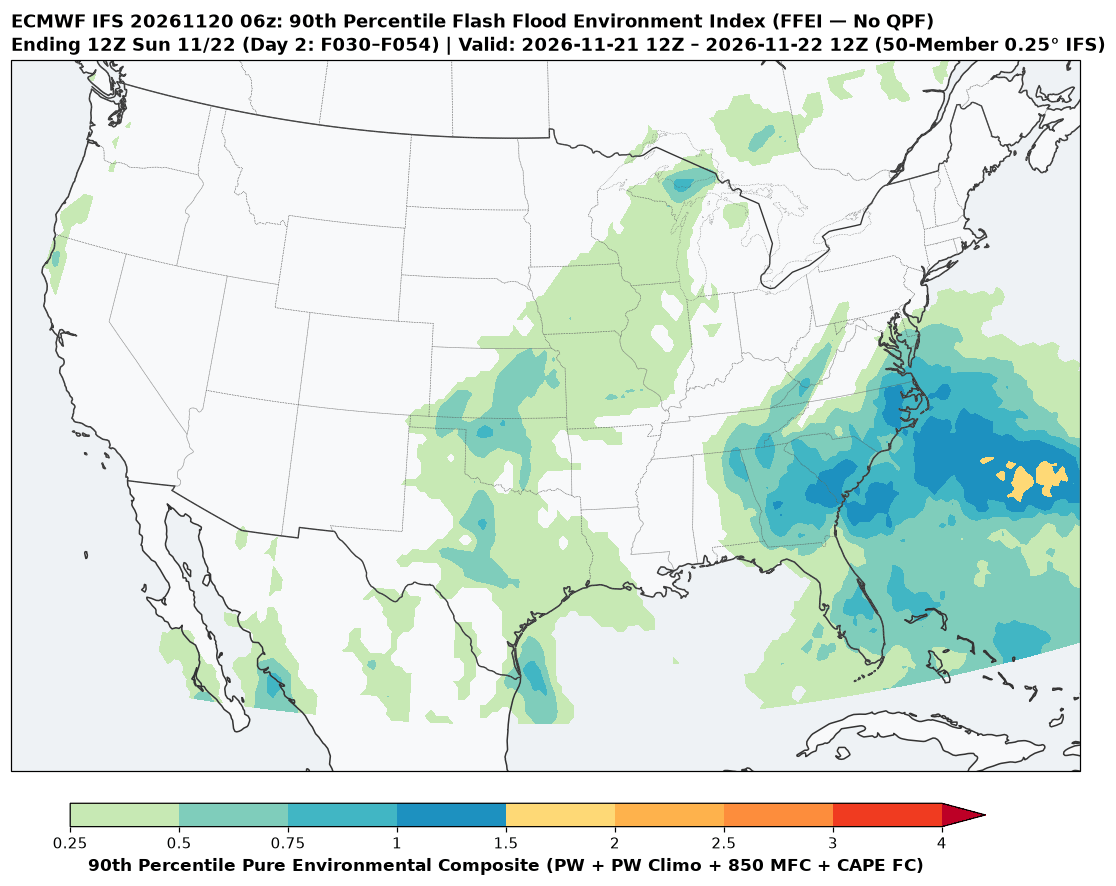 ECMWF IFS 20261120 06z: 90th Percentile Flash Flood Environment Index (FFEI — No QPF)
Ending 12Z Sun 11/22 (Day 2: F030–F054) | Valid: 2026-11-21 12Z – 2026-11-22 12Z (50-Member 0.25° IFS)
0.25 0.5 0.75 1 1.5 2 2.5 3 4
90th Percentile Pure Environmental Composite (PW + PW Climo + 850 MFC + CAPE FC)